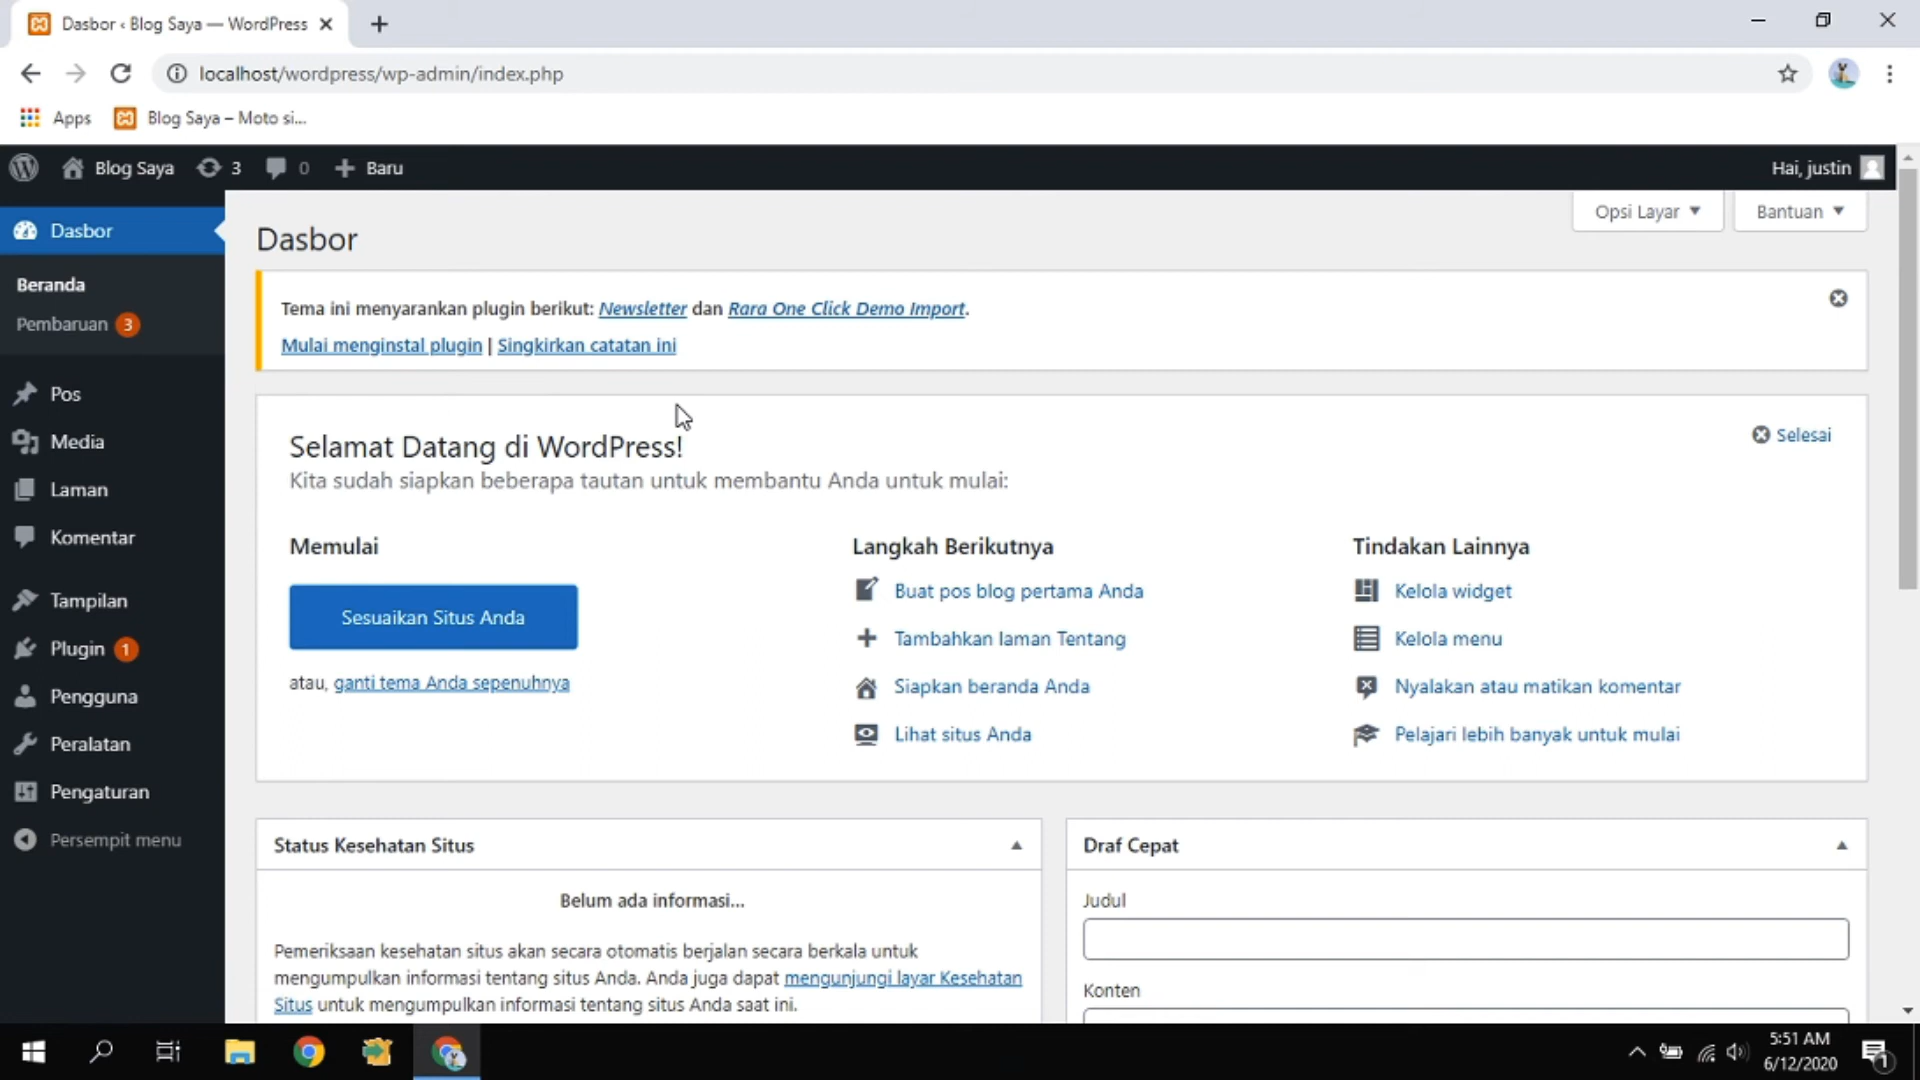 Dasbor ‹ Blog Saya — WordPress
localhost/wordpress/wp-admin/index.php
Apps
Blog Saya – Moto si...
Blog Saya 3 0 + Baru
Hai, justin
Dasbor
Beranda
Pembaruan 3
Pos
Media
Laman
Komentar
Tampilan
Plugin 1
Pengguna
Peralatan
Pengaturan
Persempit menu
Opsi Layar ▼
Bantuan ▼
Dasbor
Tema ini menyarankan plugin berikut: Newsletter dan Rara One Click Demo Import.
Mulai menginstal plugin | Singkirkan catatan ini
Selamat Datang di WordPress!
Selesai
Kita sudah siapkan beberapa tautan untuk membantu Anda untuk mulai:
Memulai
Sesuaikan Situs Anda
atau, ganti tema Anda sepenuhnya
Langkah Berikutnya
Buat pos blog pertama Anda
Tambahkan laman Tentang
Siapkan beranda Anda
Lihat situs Anda
Tindakan Lainnya
Kelola widget
Kelola menu
Nyalakan atau matikan komentar
Pelajari lebih banyak untuk mulai
Status Kesehatan Situs
Belum ada informasi...
Pemeriksaan kesehatan situs akan secara otomatis berjalan secara berkala untuk
mengumpulkan informasi tentang situs Anda. Anda juga dapat mengunjungi layar Kesehatan
Situs untuk mengumpulkan informasi tentang situs Anda saat ini.
Draf Cepat
Judul
Konten
5:51 AM
6/12/2020
1